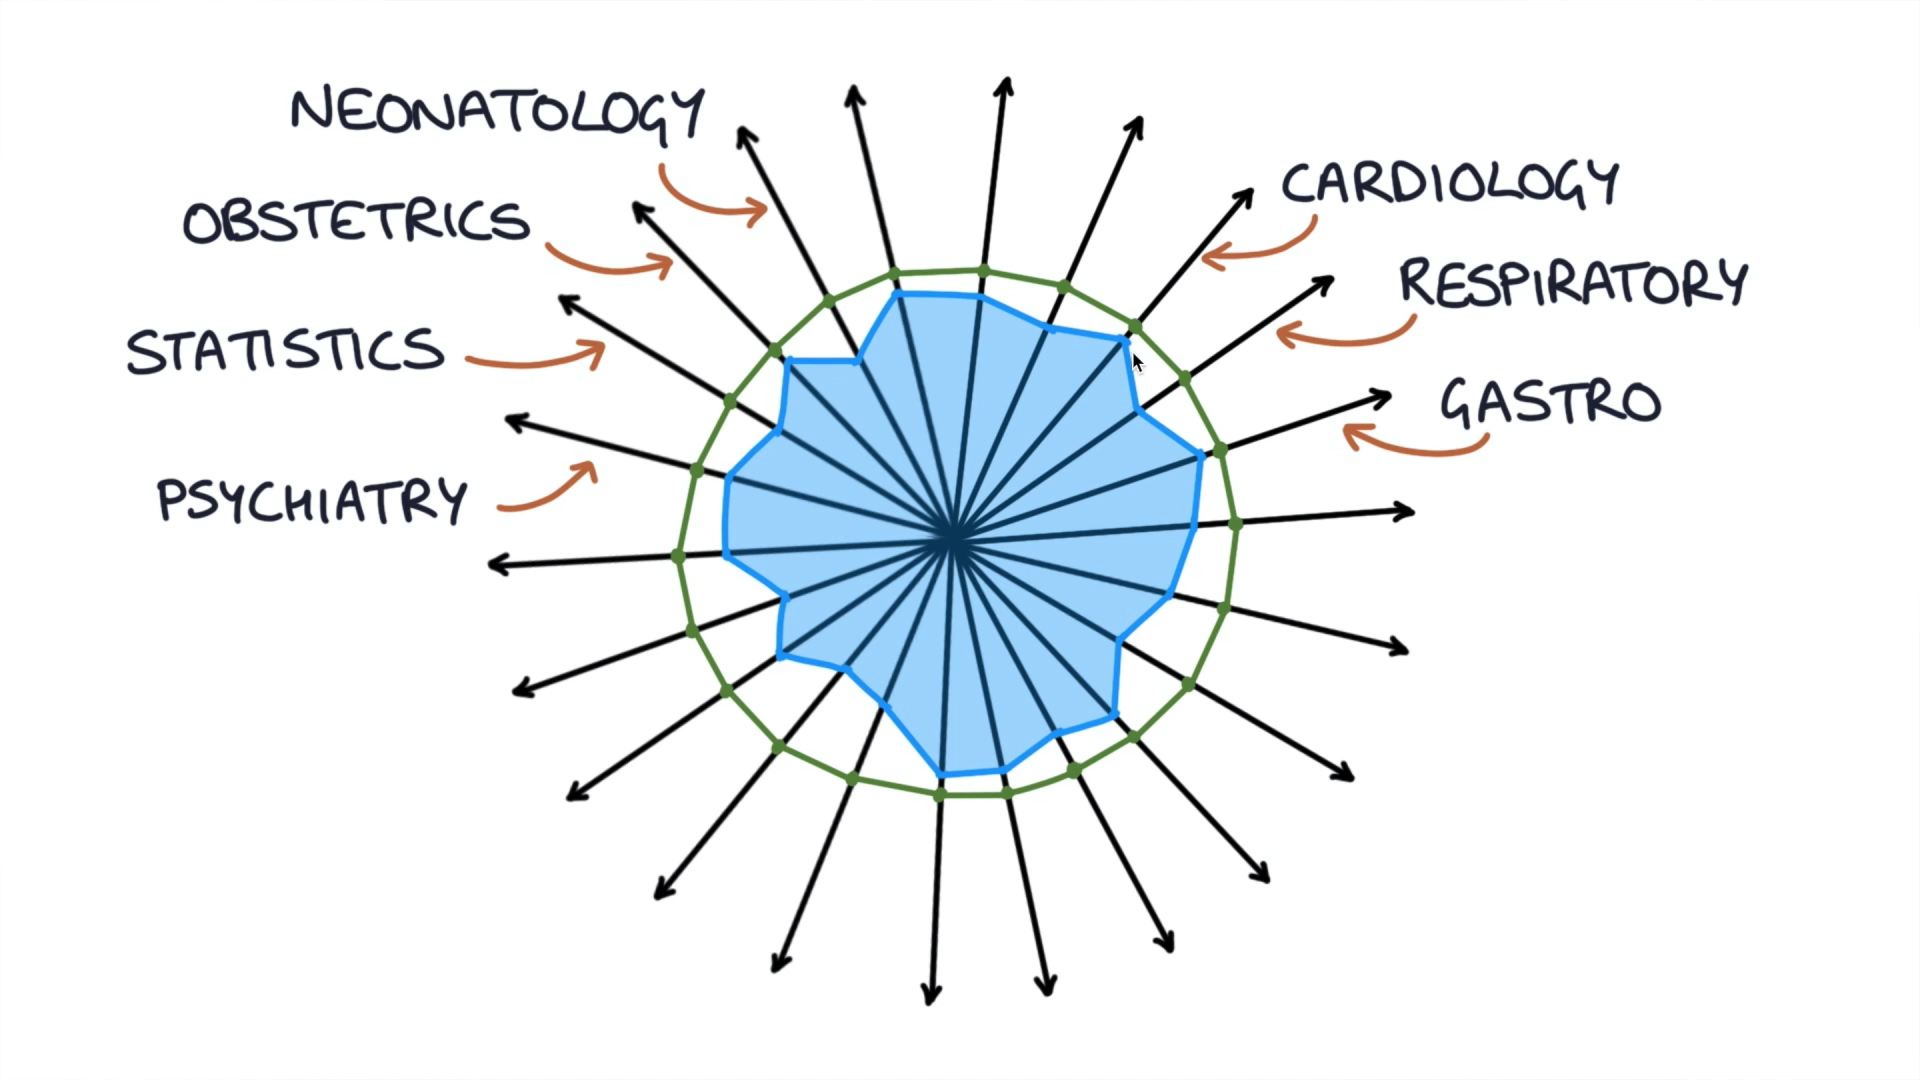 NEONATOLOGY
OBSTETRICS
STATISTICS
PSYCHIATRY
CARDIOLOGY
RESPIRATORY
GASTRO